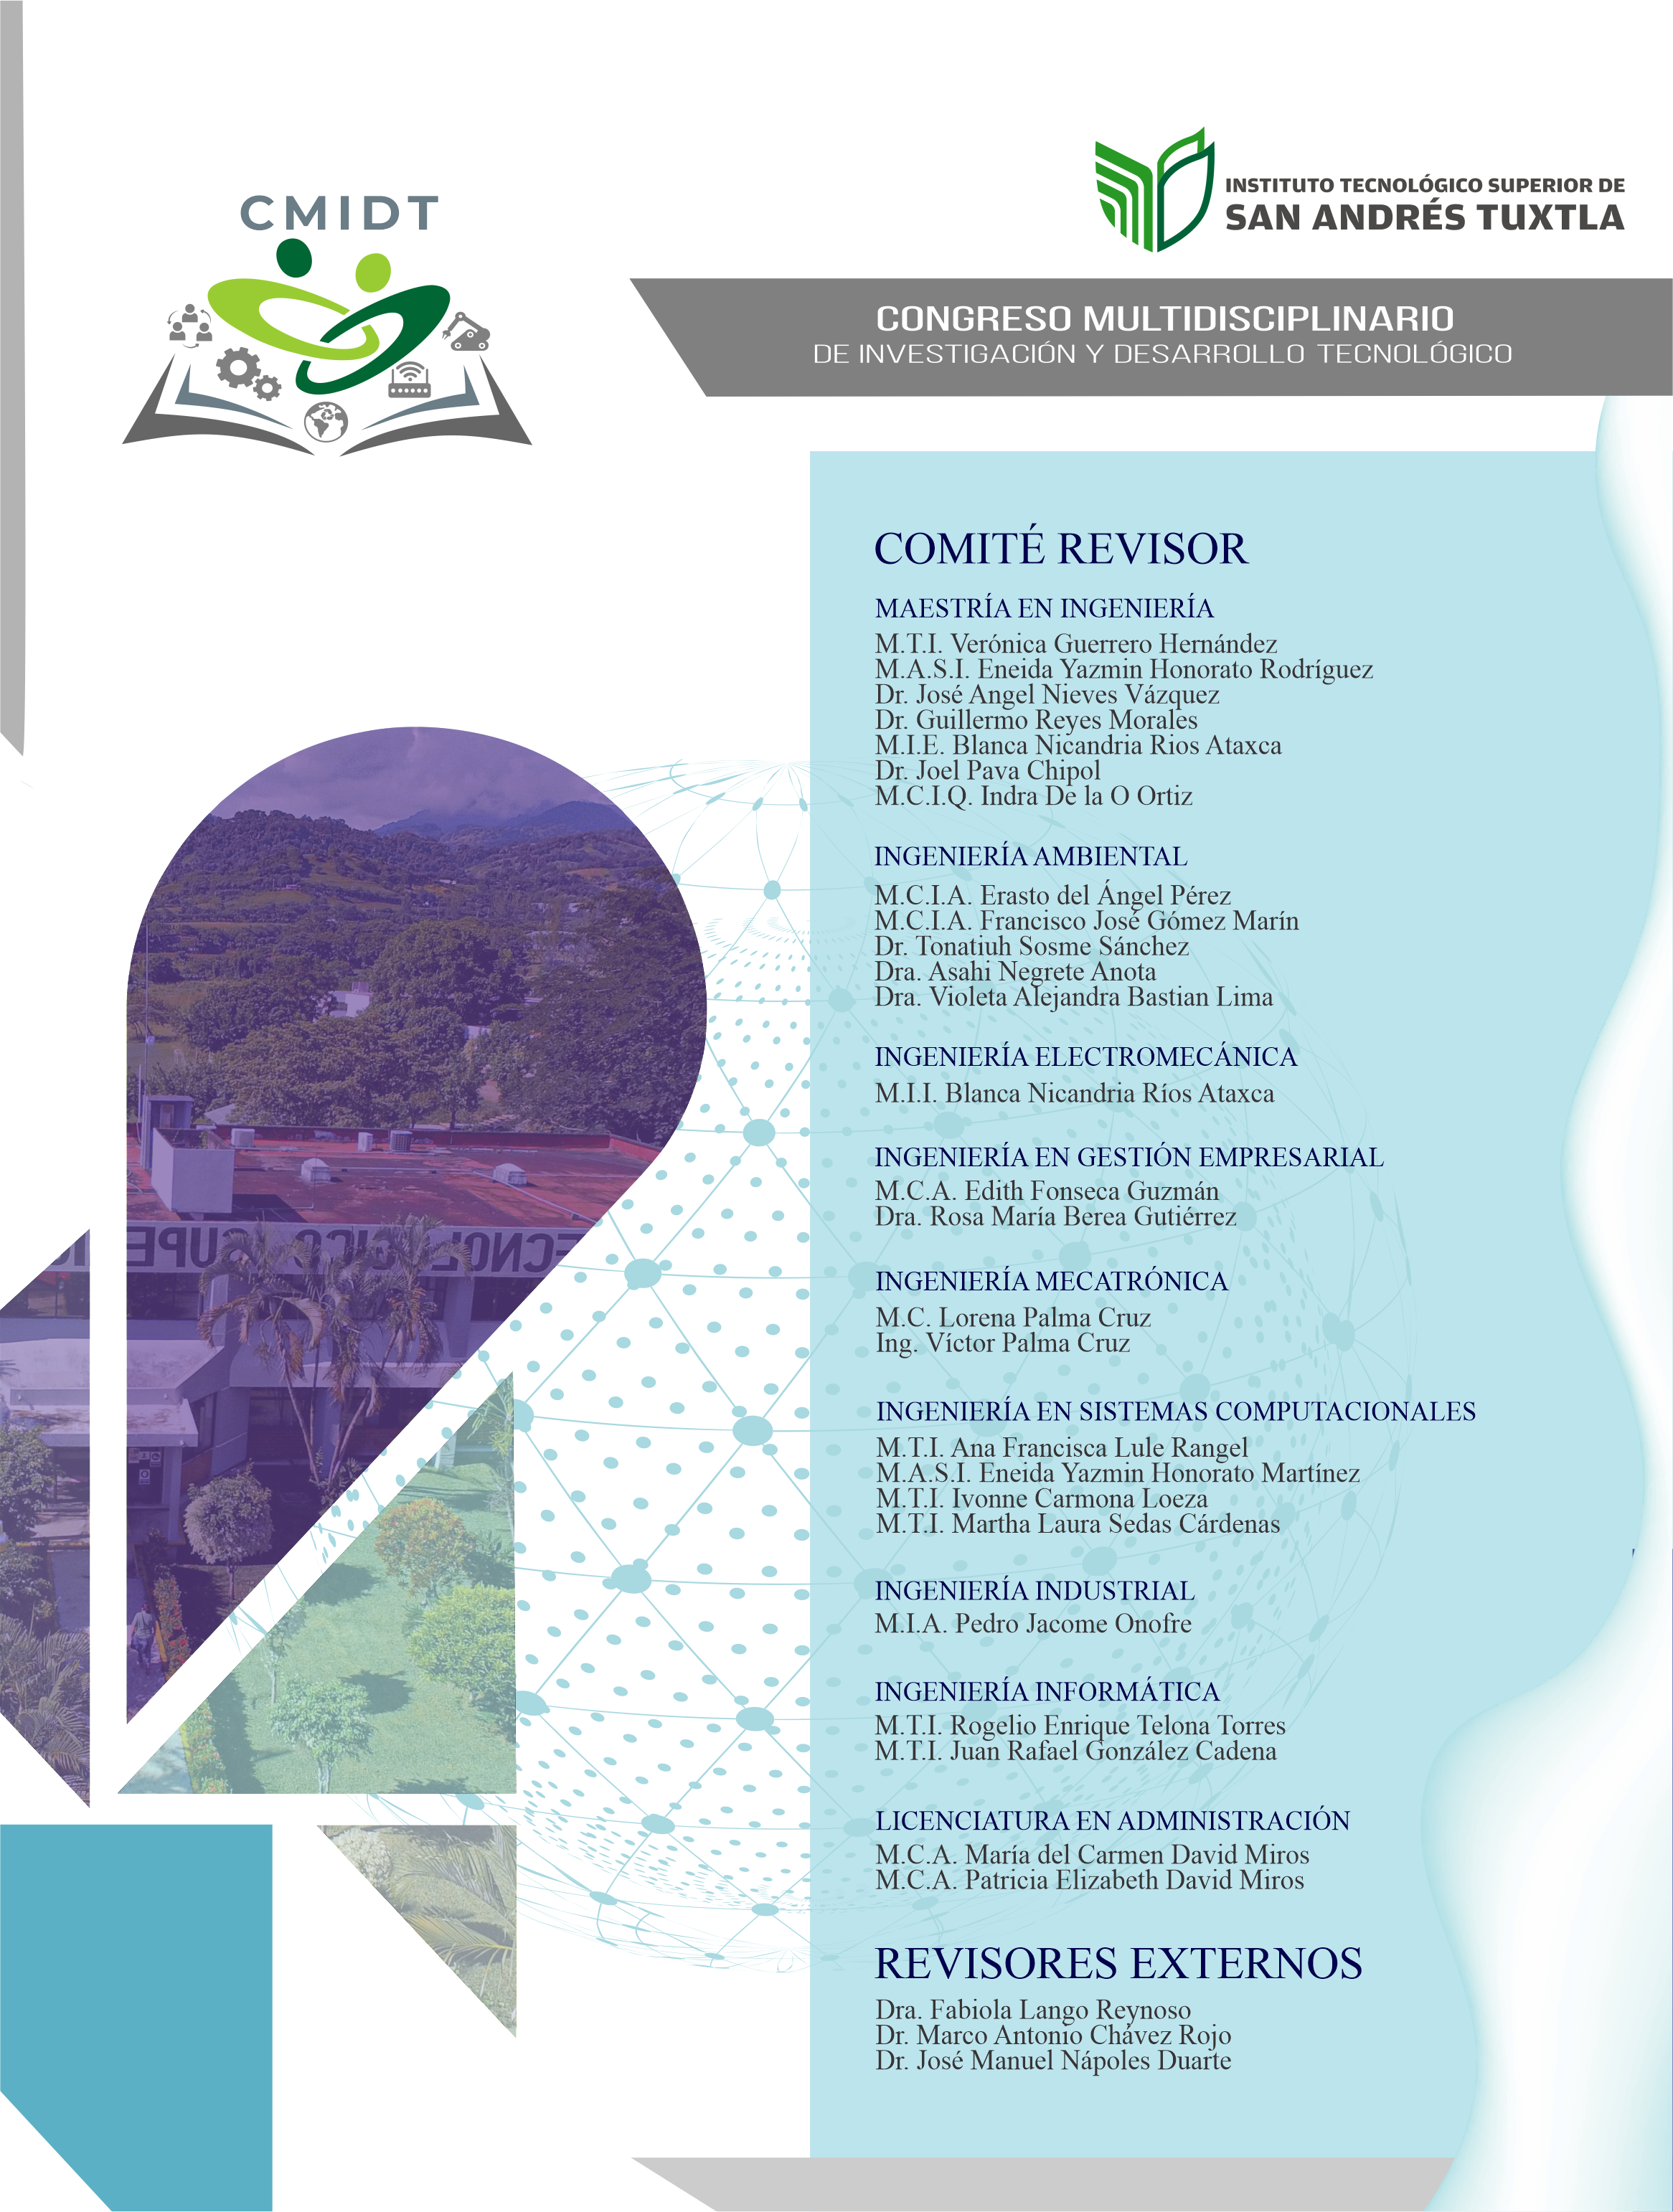 CMIDT
INSTITUTO TECNOLÓGICO SUPERIOR DE
SAN ANDRÉS TUXTLA
CONGRESO MULTIDISCIPLINARIO
DE INVESTIGACIÓN Y DESARROLLO TECNOLÓGICO
COMITÉ REVISOR
MAESTRÍA EN INGENIERÍA
M.T.I. Verónica Guerrero Hernández
M.A.S.I. Eneida Yazmin Honorato Rodríguez
Dr. José Angel Nieves Vázquez
Dr. Guillermo Reyes Morales
M.I.E. Blanca Nicandria Rios Ataxca
Dr. Joel Pava Chipol
M.C.I.Q. Indra De la O Ortiz
INGENIERÍA AMBIENTAL
M.C.I.A. Erasto del Ángel Pérez
M.C.I.A. Francisco José Gómez Marín
Dr. Tonatiuh Sosme Sánchez
Dra. Asahi Negrete Anota
Dra. Violeta Alejandra Bastian Lima
INGENIERÍA ELECTROMECÁNICA
M.I.I. Blanca Nicandria Ríos Ataxca
INGENIERÍA EN GESTIÓN EMPRESARIAL
M.C.A. Edith Fonseca Guzmán
Dra. Rosa María Berea Gutiérrez
INGENIERÍA MECATRÓNICA
M.C. Lorena Palma Cruz
Ing. Víctor Palma Cruz
INGENIERÍA EN SISTEMAS COMPUTACIONALES
M.T.I. Ana Francisca Lule Rangel
M.A.S.I. Eneida Yazmin Honorato Martínez
M.T.I. Ivonne Carmona Loeza
M.T.I. Martha Laura Sedas Cárdenas
INGENIERÍA INDUSTRIAL
M.I.A. Pedro Jacome Onofre
INGENIERÍA INFORMÁTICA
M.T.I. Rogelio Enrique Telona Torres
M.T.I. Juan Rafael González Cadena
LICENCIATURA EN ADMINISTRACIÓN
M.C.A. María del Carmen David Miros
M.C.A. Patricia Elizabeth David Miros
REVISORES EXTERNOS
Dra. Fabiola Lango Reynoso
Dr. Marco Antonio Chávez Rojo
Dr. José Manuel Nápoles Duarte